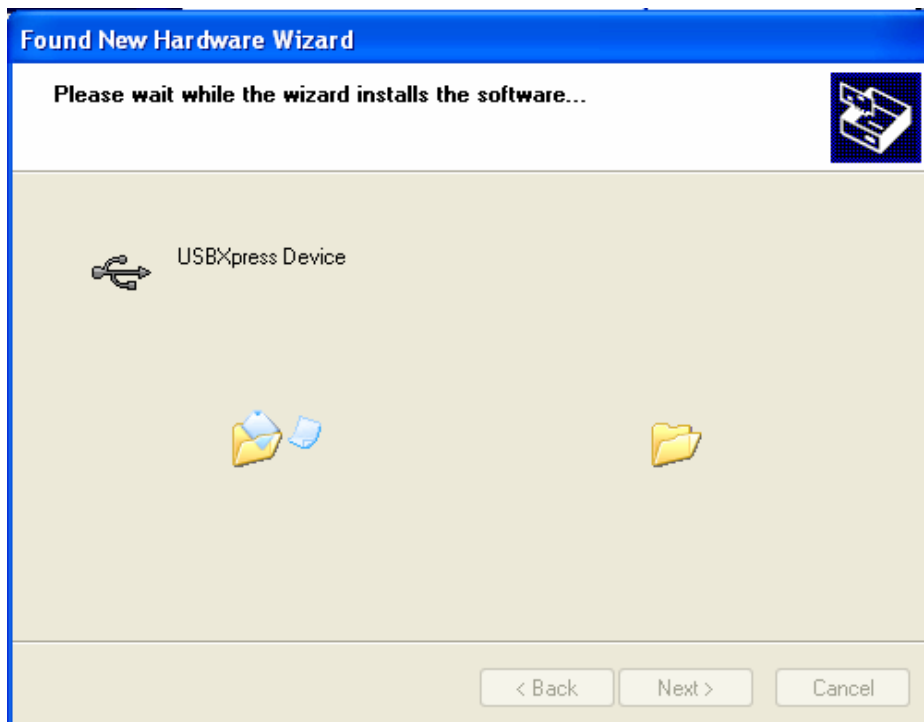 Found New Hardware Wizard
Please wait while the wizard installs the software...
USBXpress Device
< Back Next > Cancel